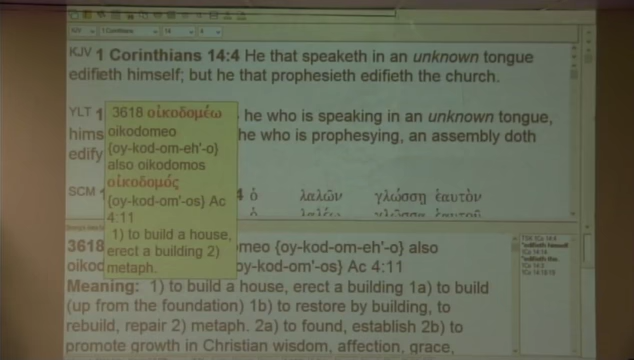 KJV 1 Corinthians 14:4 He that speaketh in an unknown tongue
edifieth himself; but he that prophesieth edifieth the church.
YLT 1 he who is speaking in an unknown tongue,
hims he who is prophesying, an assembly doth
edify
3618 οἰκοδομέω
oikodomeo
{oy-kod-om-eh'-o}
also oikodomos
οἰκοδομός
{oy-kod-om'-os} Ac
4:11
1) to build a house,
erect a building 2)
metaph.
SCM 4 ὁ λαλῶν γλώσσῃ ἑαυτὸν
ὁ
3618 omeo {oy-kod-om-eh'-o} also
oikod oy-kod-om'-os} Ac 4:11
Meaning: 1) to build a house, erect a building 1a) to build
(up from the foundation) 1b) to restore by building, to
rebuild, repair 2) metaph. 2a) to found, establish 2b) to
promote growth in Christian wisdom, affection, grace,